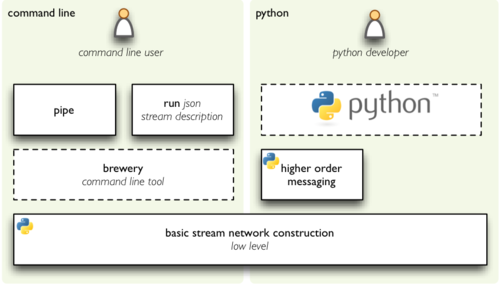 command line
command line user
pipe
run json
stream description
brewery
command line tool
python
python developer
python™
higher order
messaging
basic stream network construction
low level